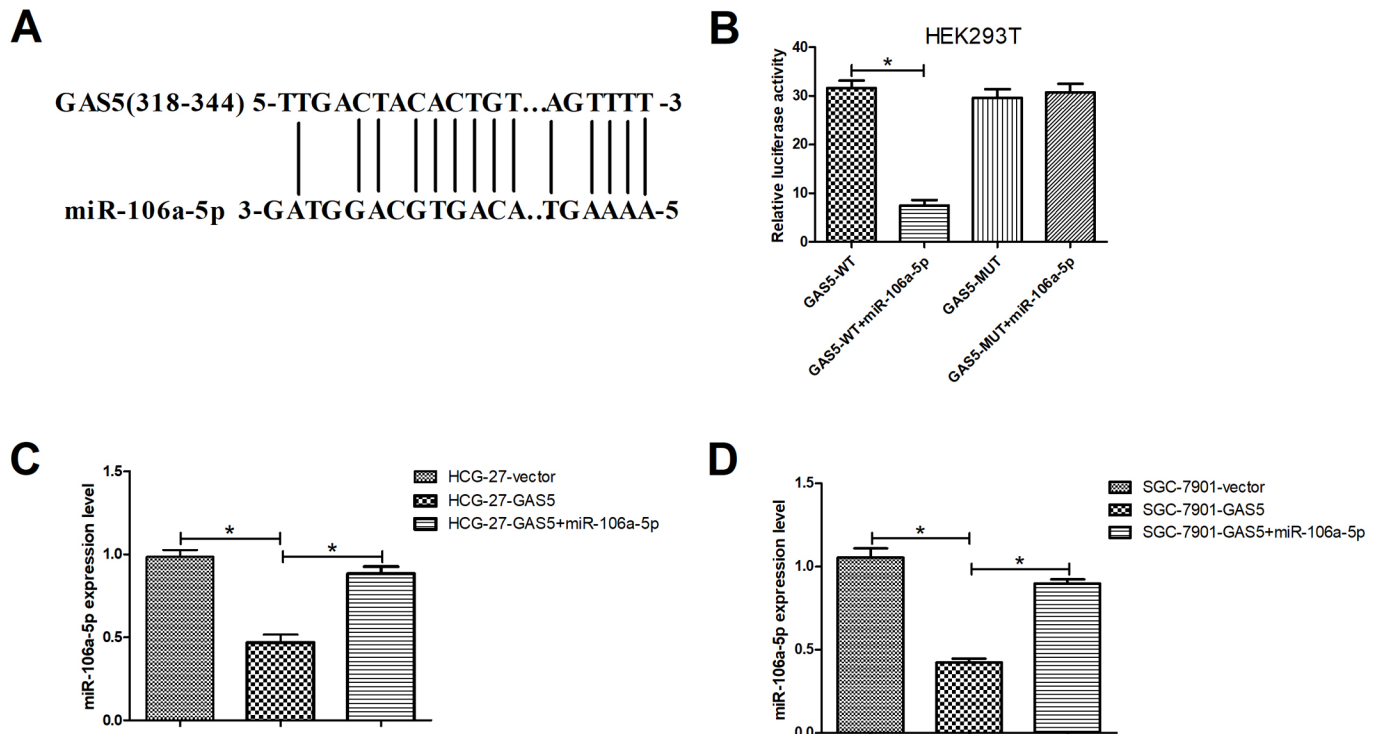 A
GAS5(318-344) 5-TTGACTACACTGT...AGTTTT-3
miR-106a-5p 3-GATGGACGTGACA...TGAAAA-5
B
HEK293T
Relative luciferase activity
40
30
20
10
0
GAS5-WT
GAS5-WT+miR-106a-5p
GAS5-MUT
GAS5-MUT+miR-106a-5p
*
C
miR-106a-5p expression level
1.5
1.0
0.5
0.0
*
*
HCG-27-vector
HCG-27-GAS5
HCG-27-GAS5+miR-106a-5p
D
miR-106a-5p expression level
1.5
1.0
0.5
0.0
*
*
SGC-7901-vector
SGC-7901-GAS5
SGC-7901-GAS5+miR-106a-5p